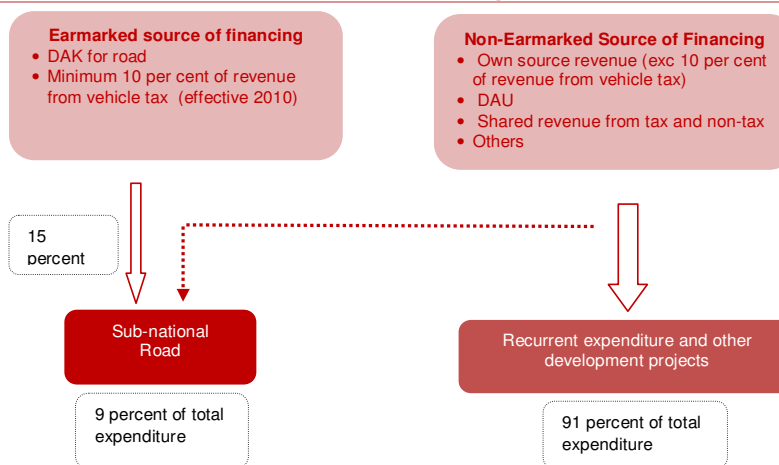 Earmarked source of financing
• DAK for road
• Minimum 10 per cent of revenue
from vehicle tax (effective 2010)
Non-Earmarked Source of Financing
• Own source revenue (exc 10 per cent
of revenue from vehicle tax)
• DAU
• Shared revenue from tax and non-tax
• Others
15
percent
Sub-national
Road
Recurrent expenditure and other
development projects
9 percent of total
expenditure
91 percent of total
expenditure